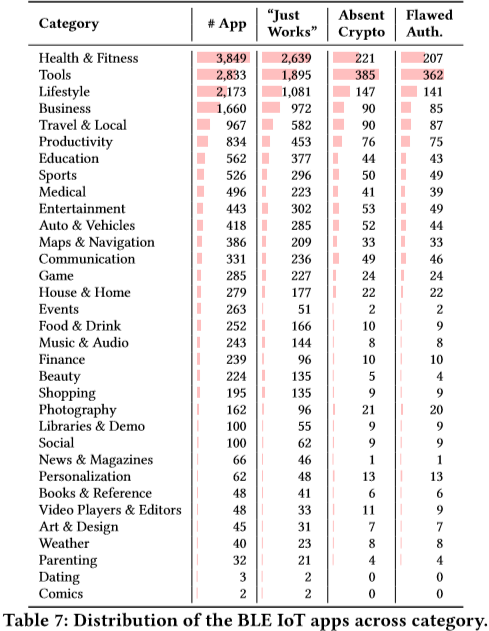 Category # App “Just Works” Absent Crypto Flawed Auth.
Health & Fitness 3,849 2,639 221 207
Tools 2,833 1,895 385 362
Lifestyle 2,173 1,081 147 141
Business 1,660 972 90 85
Travel & Local 967 582 90 87
Productivity 834 453 76 75
Education 562 377 44 43
Sports 526 296 50 49
Medical 496 223 41 39
Entertainment 443 302 53 49
Auto & Vehicles 418 285 52 44
Maps & Navigation 386 209 33 33
Communication 331 236 49 46
Game 285 227 24 24
House & Home 279 177 22 22
Events 263 51 2 2
Food & Drink 252 166 10 9
Music & Audio 243 144 8 8
Finance 239 96 10 10
Beauty 224 135 5 4
Shopping 195 135 9 9
Photography 162 96 21 20
Libraries & Demo 100 55 9 9
Social 100 62 9 9
News & Magazines 66 46 1 1
Personalization 62 48 13 13
Books & Reference 48 41 6 6
Video Players & Editors 48 33 11 9
Art & Design 45 31 7 7
Weather 40 23 8 8
Parenting 32 21 4 4
Dating 3 2 0 0
Comics 2 2 0 0
Table 7: Distribution of the BLE IoT apps across category.